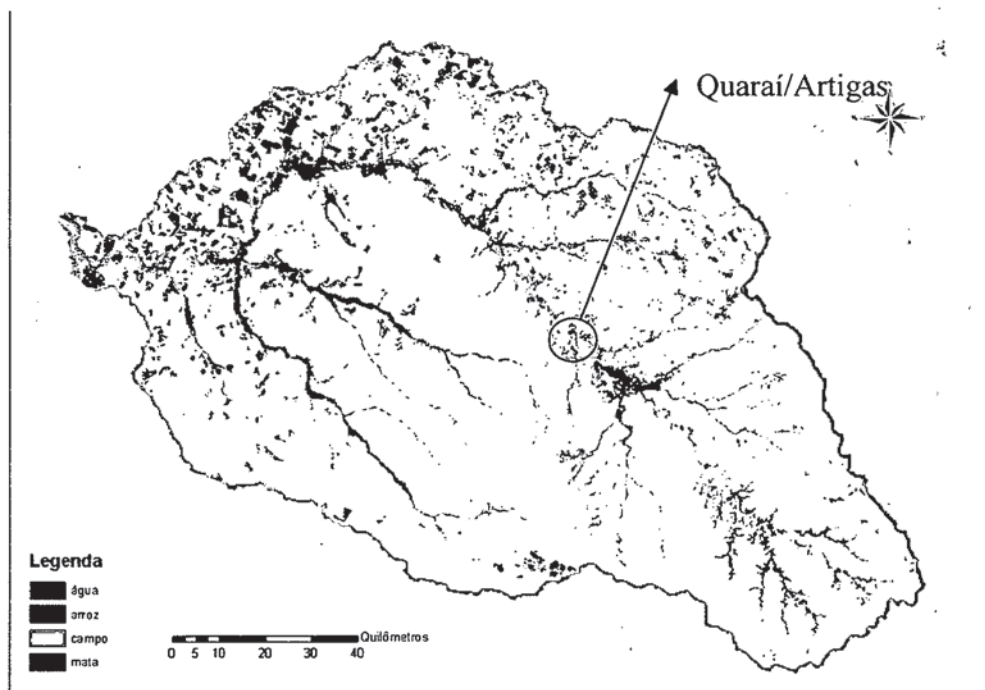 Quaraí/Artigas
Legenda
água
arroz
campo
mata
Quilômetros
0 5 10 20 30 40